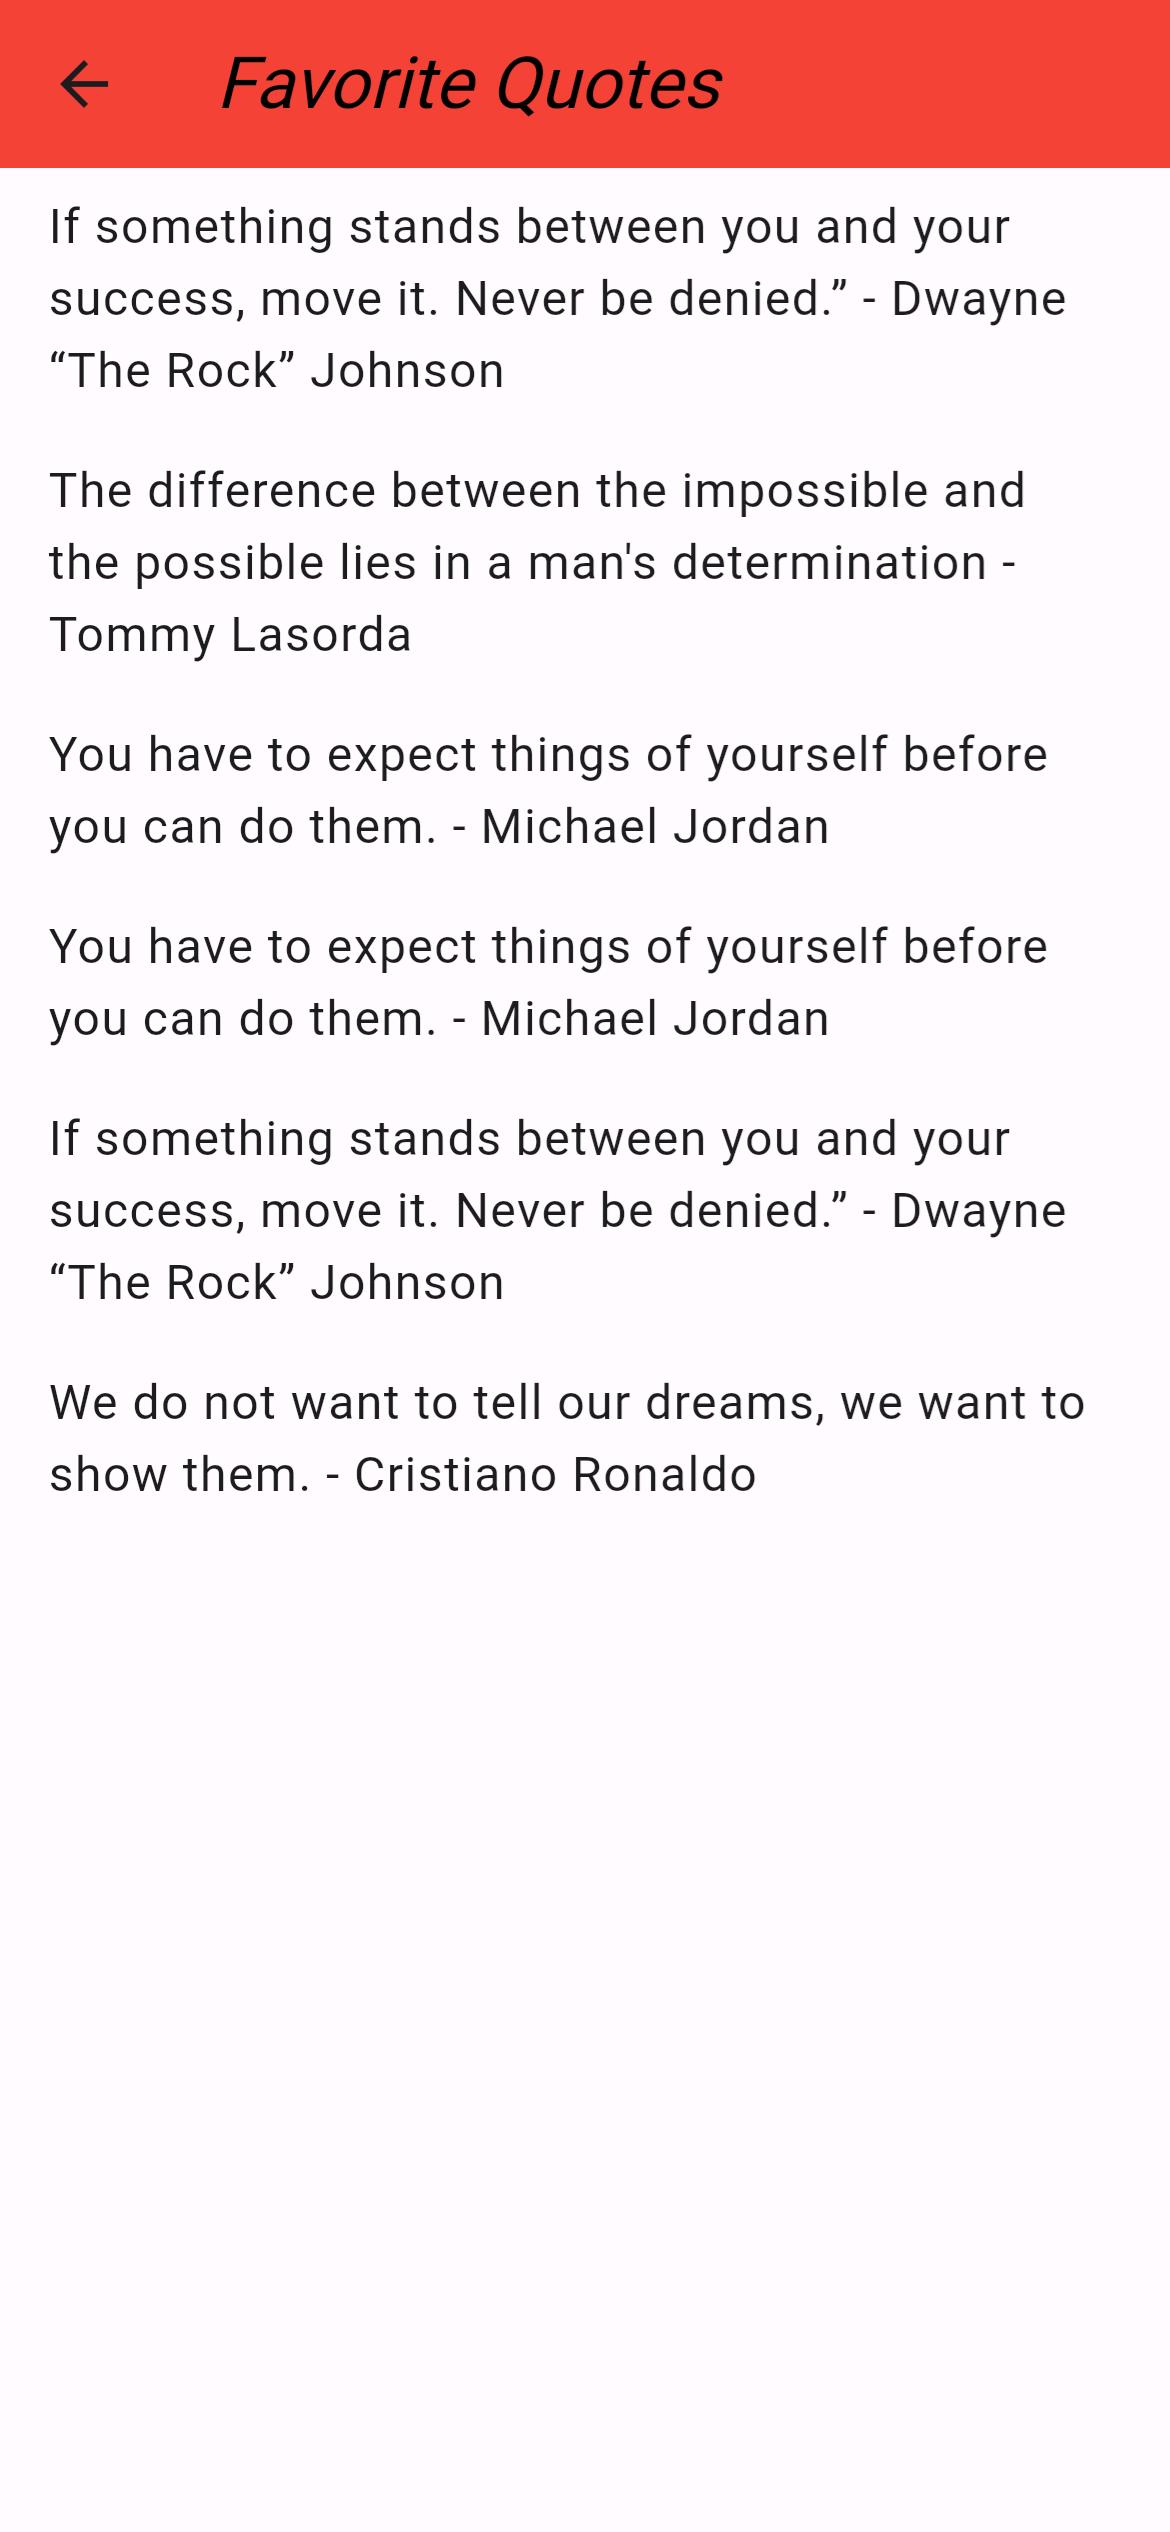 Favorite Quotes
If something stands between you and your
success, move it. Never be denied.” - Dwayne
“The Rock” Johnson
The difference between the impossible and
the possible lies in a man's determination -
Tommy Lasorda
You have to expect things of yourself before
you can do them. - Michael Jordan
You have to expect things of yourself before
you can do them. - Michael Jordan
If something stands between you and your
success, move it. Never be denied.” - Dwayne
“The Rock” Johnson
We do not want to tell our dreams, we want to
show them. - Cristiano Ronaldo